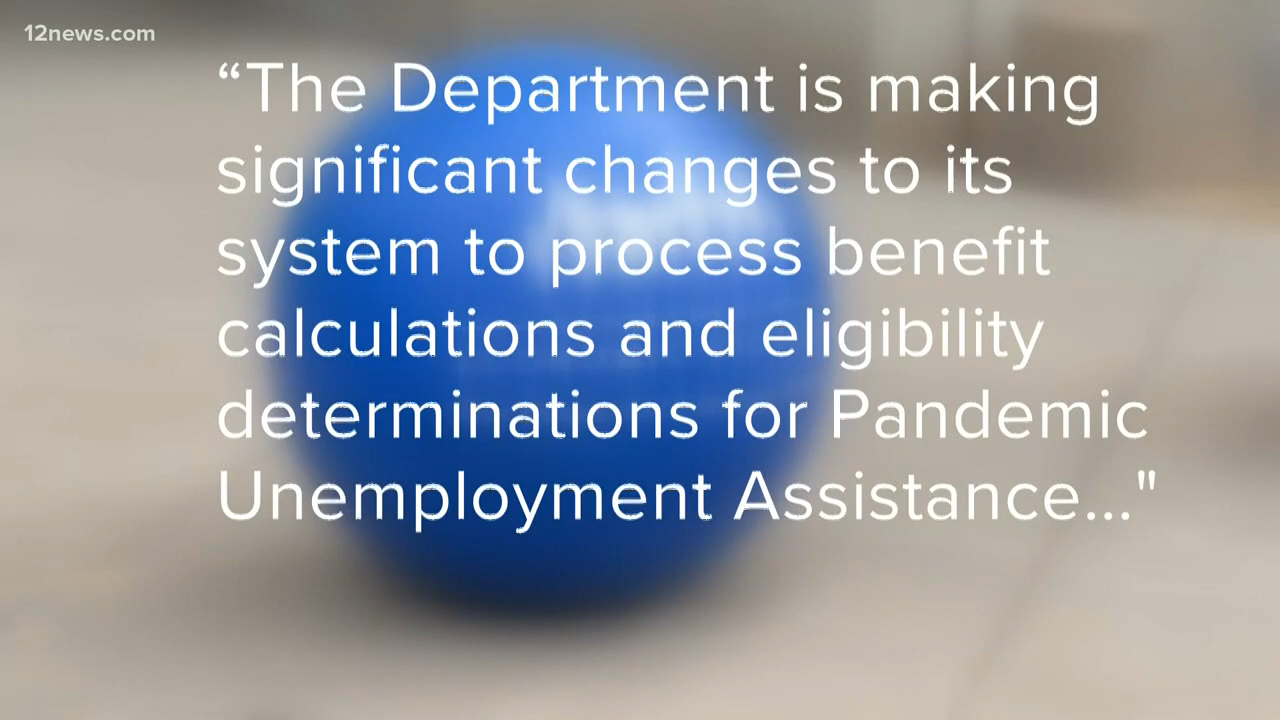 12news.com
“The Department is making
significant changes to its
system to process benefit
calculations and eligibility
determinations for Pandemic
Unemployment Assistance..."